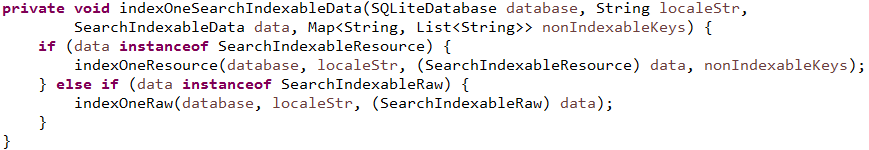 private void indexOneSearchIndexableData(SQLiteDatabase database, String localeStr,
        SearchIndexableData data, Map<String, List<String>> nonIndexableKeys) {
    if (data instanceof SearchIndexableResource) {
        indexOneResource(database, localeStr, (SearchIndexableResource) data, nonIndexableKeys);
    } else if (data instanceof SearchIndexableRaw) {
        indexOneRaw(database, localeStr, (SearchIndexableRaw) data);
    }
}